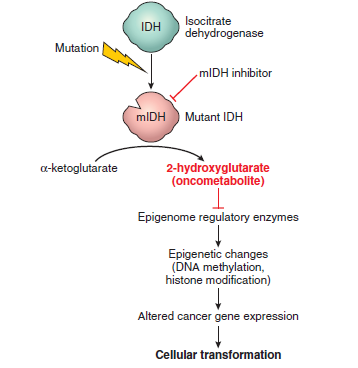 IDH
Isocitrate
dehydrogenase
Mutation
mIDH inhibitor
mIDH
Mutant IDH
α-ketoglutarate
2-hydroxyglutarate
(oncometabolite)
Epigenome regulatory enzymes
Epigenetic changes
(DNA methylation,
histone modification)
Altered cancer gene expression
Cellular transformation